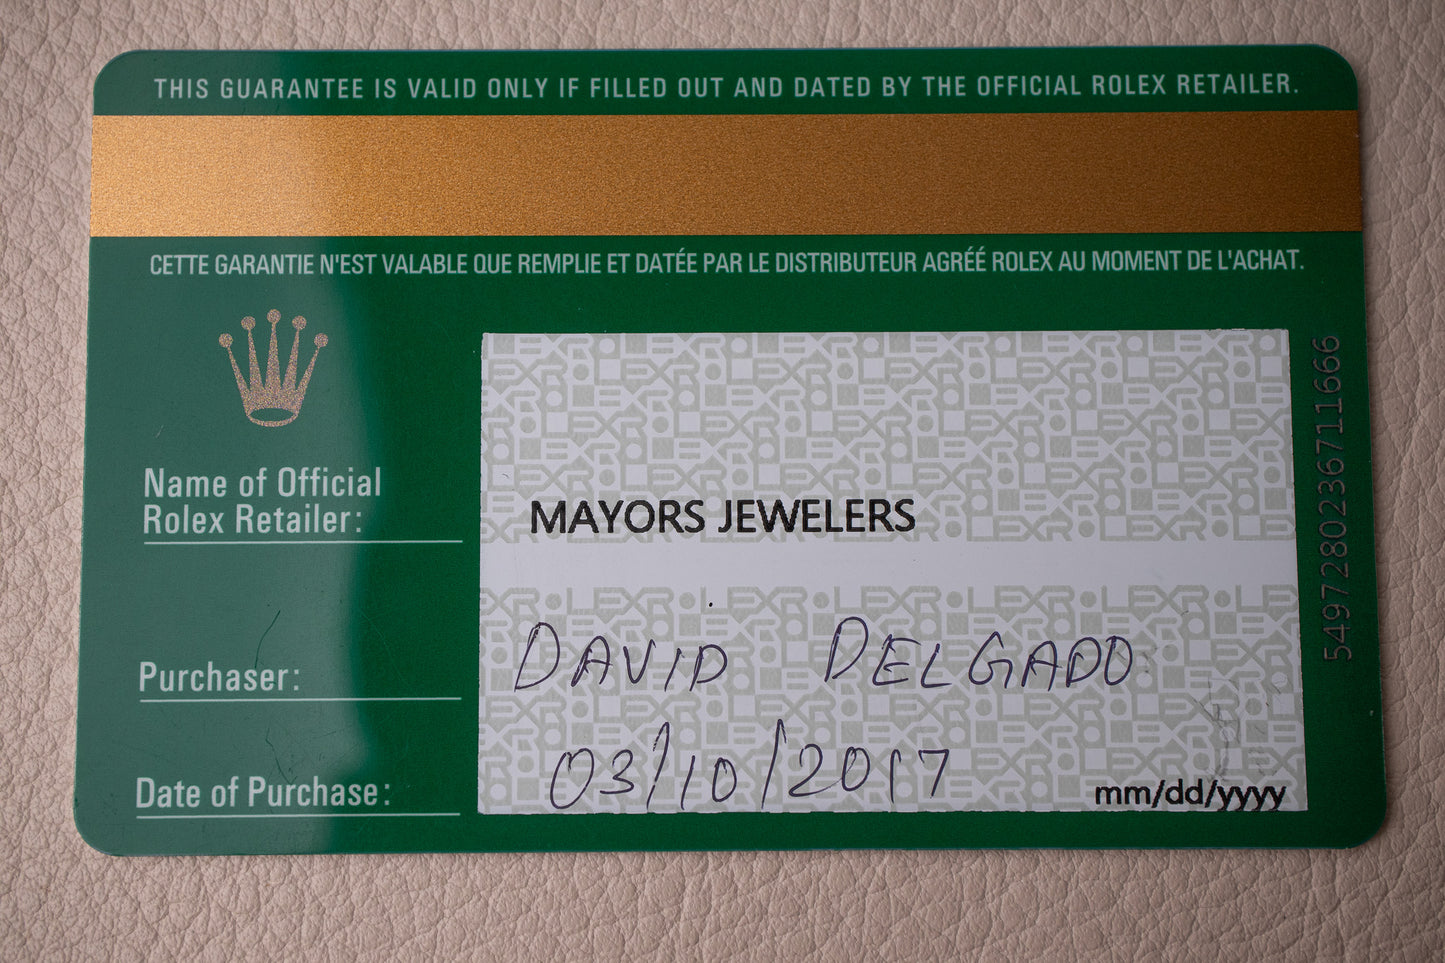 THIS GUARANTEE IS VALID ONLY IF FILLED OUT AND DATED BY THE OFFICIAL ROLEX RETAILER.
CETTE GARANTIE N'EST VALABLE QUE REMPLIE ET DATÉE PAR LE DISTRIBUTEUR AGRÉÉ ROLEX AU MOMENT DE L'ACHAT.
Name of Official
Rolex Retailer:
MAYORS JEWELERS
Purchaser:
DAVID DELGADO
Date of Purchase:
03/10/2017
mm/dd/yyyy
5497280236711666